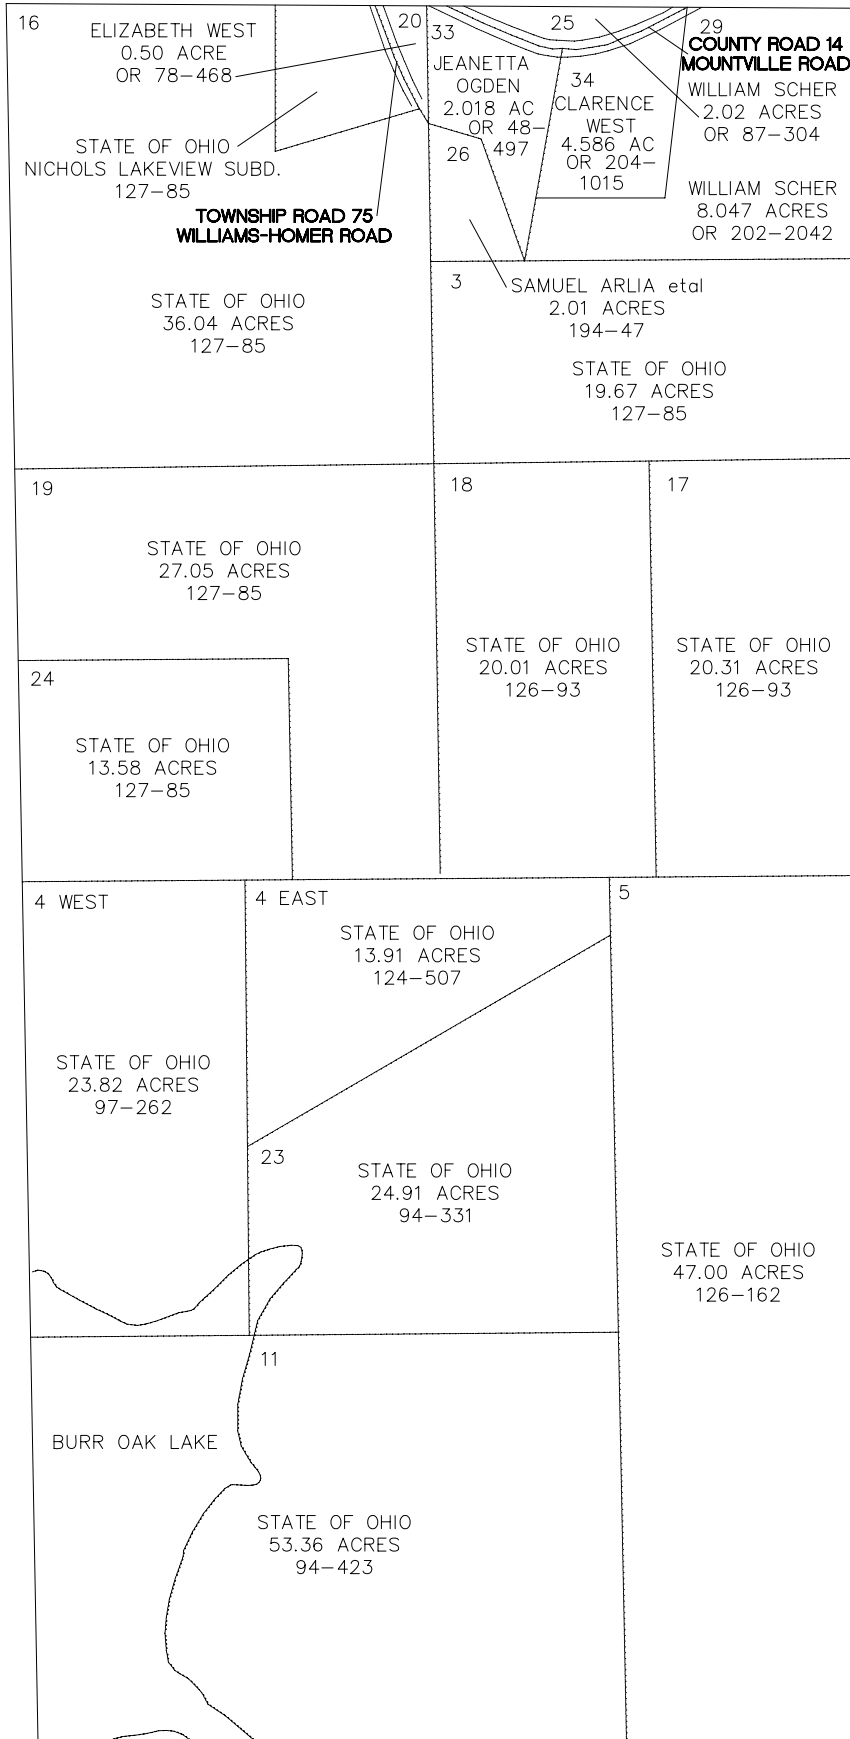 16
ELIZABETH WEST
0.50 ACRE
OR 78-468
20
33
25
29
COUNTY ROAD 14
MOUNTVILLE ROAD
JEANETTA
OGDEN
2.018 AC
OR 48-
497
34
CLARENCE
WEST
4.586 AC
OR 204-
1015
WILLIAM SCHER
2.02 ACRES
OR 87-304
STATE OF OHIO
NICHOLS LAKEVIEW SUBD.
127-85
26
WILLIAM SCHER
8.047 ACRES
OR 202-2042
TOWNSHIP ROAD 75
WILLIAMS-HOMER ROAD
3
SAMUEL ARLIA etal
2.01 ACRES
194-47
STATE OF OHIO
36.04 ACRES
127-85
STATE OF OHIO
19.67 ACRES
127-85
19
18
17
STATE OF OHIO
27.05 ACRES
127-85
STATE OF OHIO
20.01 ACRES
126-93
STATE OF OHIO
20.31 ACRES
126-93
24
STATE OF OHIO
13.58 ACRES
127-85
4 WEST
4 EAST
5
STATE OF OHIO
13.91 ACRES
124-507
STATE OF OHIO
23.82 ACRES
97-262
23
STATE OF OHIO
24.91 ACRES
94-331
STATE OF OHIO
47.00 ACRES
126-162
11
BURR OAK LAKE
STATE OF OHIO
53.36 ACRES
94-423